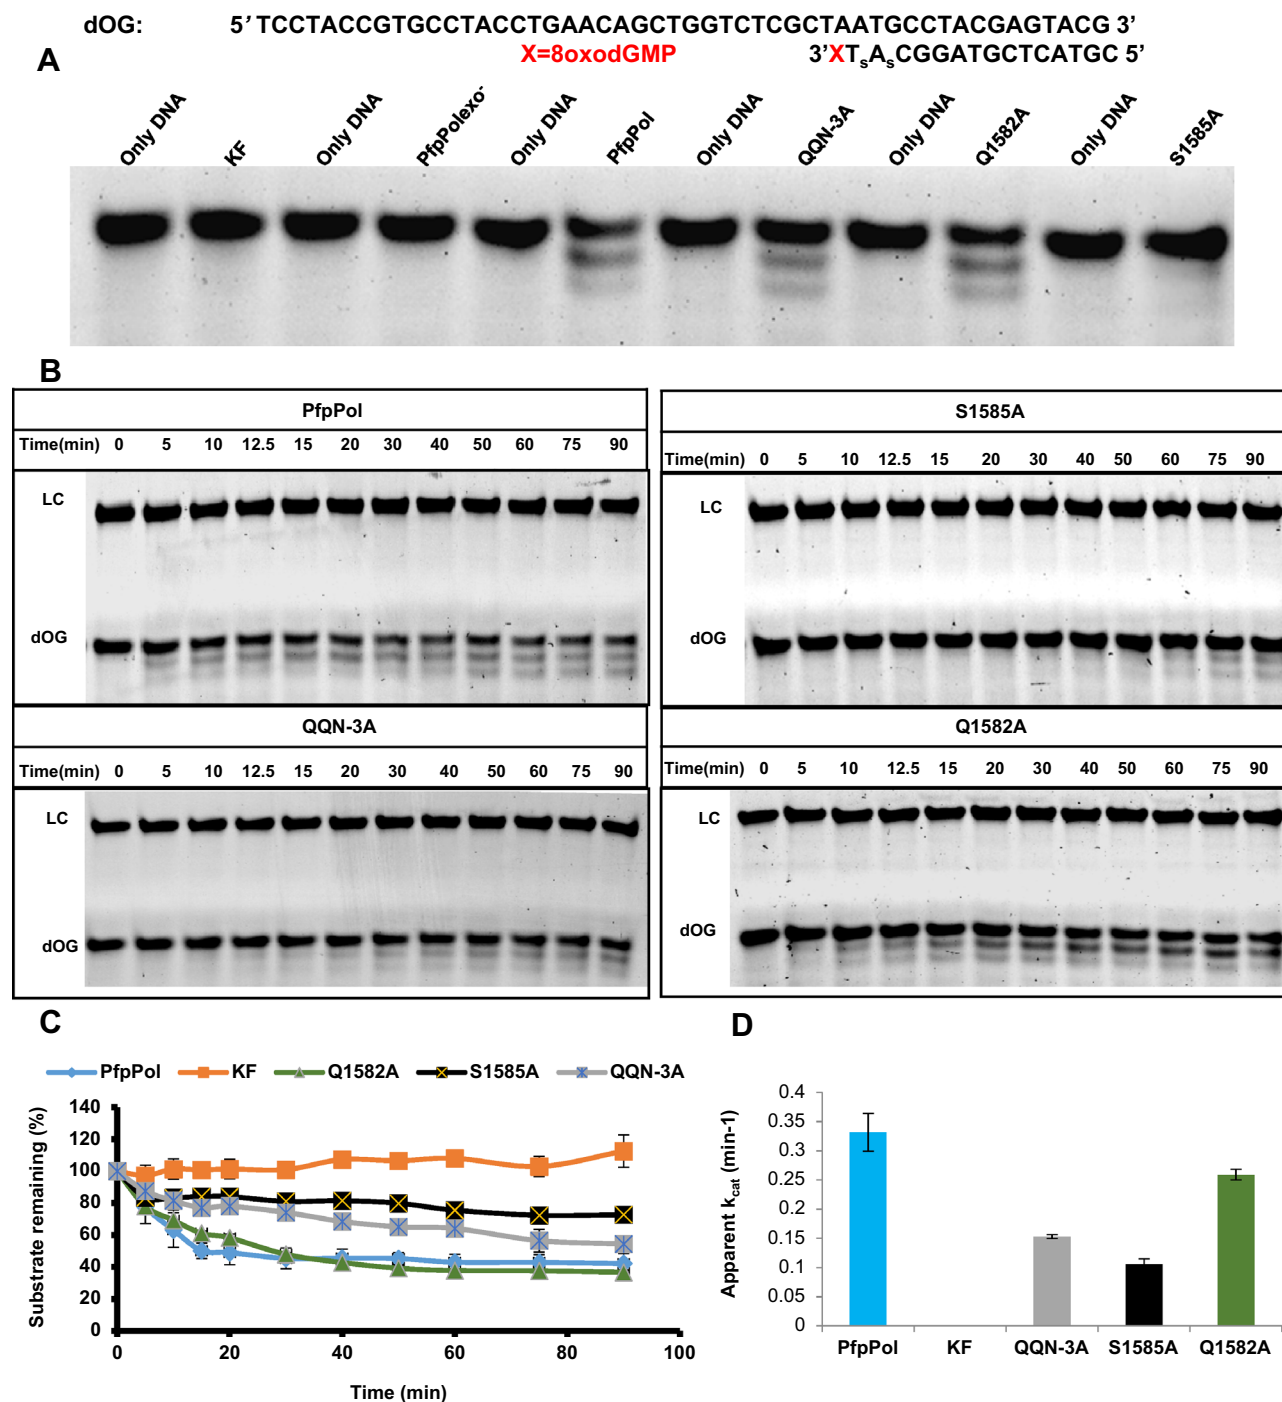 dOG: 5’ TCCTACCGTGCCTACCTGAACAGCTGGTCTCGCTAATGCCTACGAGTACG 3’
X=8oxodGMP 3’XTsAsCGGATGCTCATGC 5’
A
Only DNA KF Only DNA PfpPolexo- Only DNA PfpPol Only DNA QQN-3A Only DNA Q1582A Only DNA S1585A
B
PfpPol
Time(min) 0 5 10 12.5 15 20 30 40 50 60 75 90
LC
dOG
S1585A
Time(min) 0 5 10 12.5 15 20 30 40 50 60 75 90
LC
dOG
QQN-3A
Time(min) 0 5 10 12.5 15 20 30 40 50 60 75 90
LC
dOG
Q1582A
Time(min) 0 5 10 12.5 15 20 30 40 50 60 75 90
LC
dOG
C
PfpPol KF Q1582A S1585A QQN-3A
Substrate remaining (%)
140
120
100
80
60
40
20
0
0 20 40 60 80 100
Time (min)
D
Apparent kcat (min-1)
0.4
0.35
0.3
0.25
0.2
0.15
0.1
0.05
0
PfpPol KF QQN-3A S1585A Q1582A